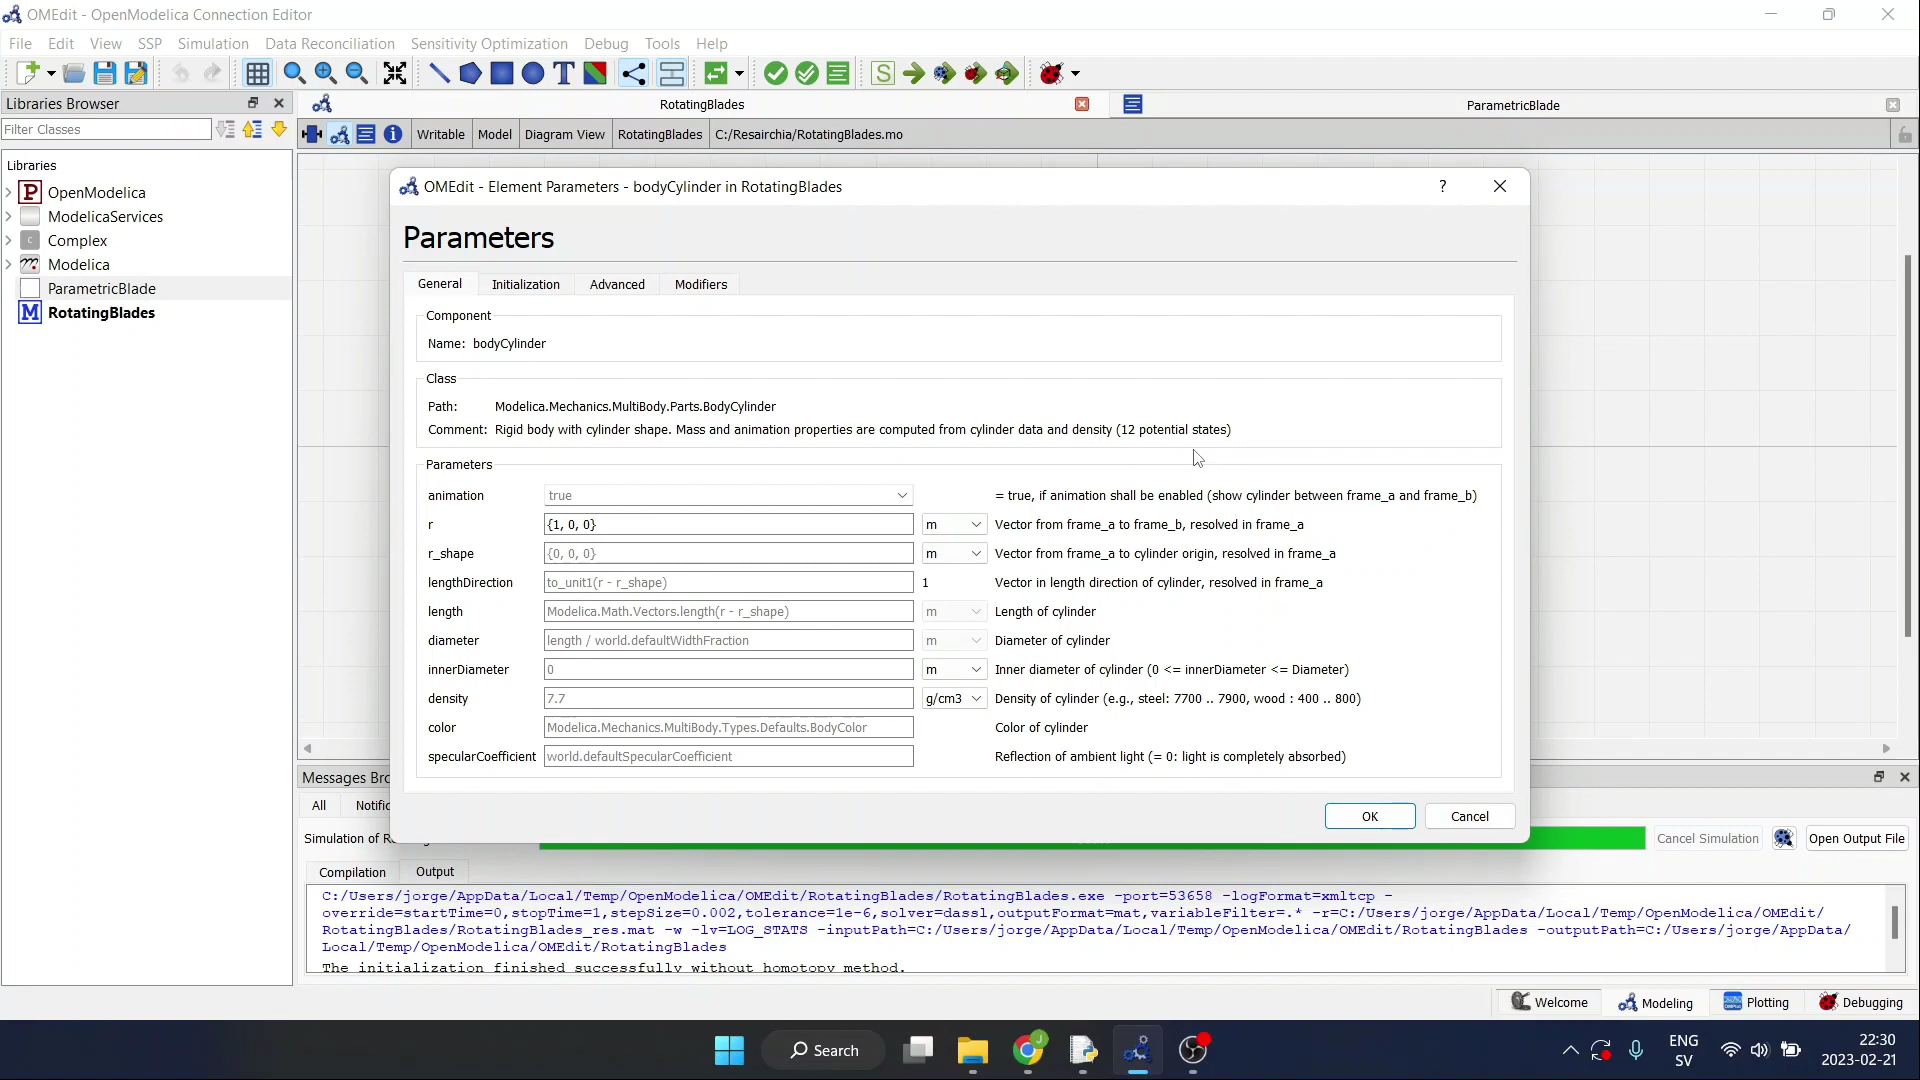 OMEdit - OpenModelica Connection Editor
File Edit View SSP Simulation Data Reconciliation Sensitivity Optimization Debug Tools Help
Libraries Browser
RotatingBlades
ParametricBlade
Filter Classes
Writable Model Diagram View RotatingBlades C:/Resairchia/RotatingBlades.mo
Libraries
P OpenModelica
ModelicaServices
C Complex
Modelica
ParametricBlade
M RotatingBlades
OMEdit - Element Parameters - bodyCylinder in RotatingBlades
Parameters
General Initialization Advanced Modifiers
Component
Name: bodyCylinder
Class
Path: Modelica.Mechanics.MultiBody.Parts.BodyCylinder
Comment: Rigid body with cylinder shape. Mass and animation properties are computed from cylinder data and density (12 potential states)
Parameters
animation true = true, if animation shall be enabled (show cylinder between frame_a and frame_b)
r {1, 0, 0} m Vector from frame_a to frame_b, resolved in frame_a
r_shape {0, 0, 0} m Vector from frame_a to cylinder origin, resolved in frame_a
lengthDirection to_unit1(r - r_shape) 1 Vector in length direction of cylinder, resolved in frame_a
length Modelica.Math.Vectors.length(r - r_shape) m Length of cylinder
diameter length / world.defaultWidthFraction m Diameter of cylinder
innerDiameter 0 m Inner diameter of cylinder (0 <= innerDiameter <= Diameter)
density 7.7 g/cm3 Density of cylinder (e.g., steel: 7700 .. 7900, wood : 400 .. 800)
color Modelica.Mechanics.MultiBody.Types.Defaults.BodyColor Color of cylinder
specularCoefficient world.defaultSpecularCoefficient Reflection of ambient light (= 0: light is completely absorbed)
OK Cancel
Messages Bro
All Notific
Simulation of R
Cancel Simulation Open Output File
Compilation Output
C:/Users/jorge/AppData/Local/Temp/OpenModelica/OMEdit/RotatingBlades/RotatingBlades.exe -port=53658 -logFormat=xmltcp -
override=startTime=0,stopTime=1,stepSize=0.002,tolerance=1e-6,solver=dassl,outputFormat=mat,variableFilter=.* -r=C:/Users/jorge/AppData/Local/Temp/OpenModelica/OMEdit/
RotatingBlades/RotatingBlades_res.mat -w -lv=LOG_STATS -inputPath=C:/Users/jorge/AppData/Local/Temp/OpenModelica/OMEdit/RotatingBlades -outputPath=C:/Users/jorge/AppData/
Local/Temp/OpenModelica/OMEdit/RotatingBlades
The initialization finished successfully without homotopy method.
Welcome Modeling Plotting Debugging
Search
ENG
SV
22:30
2023-02-21